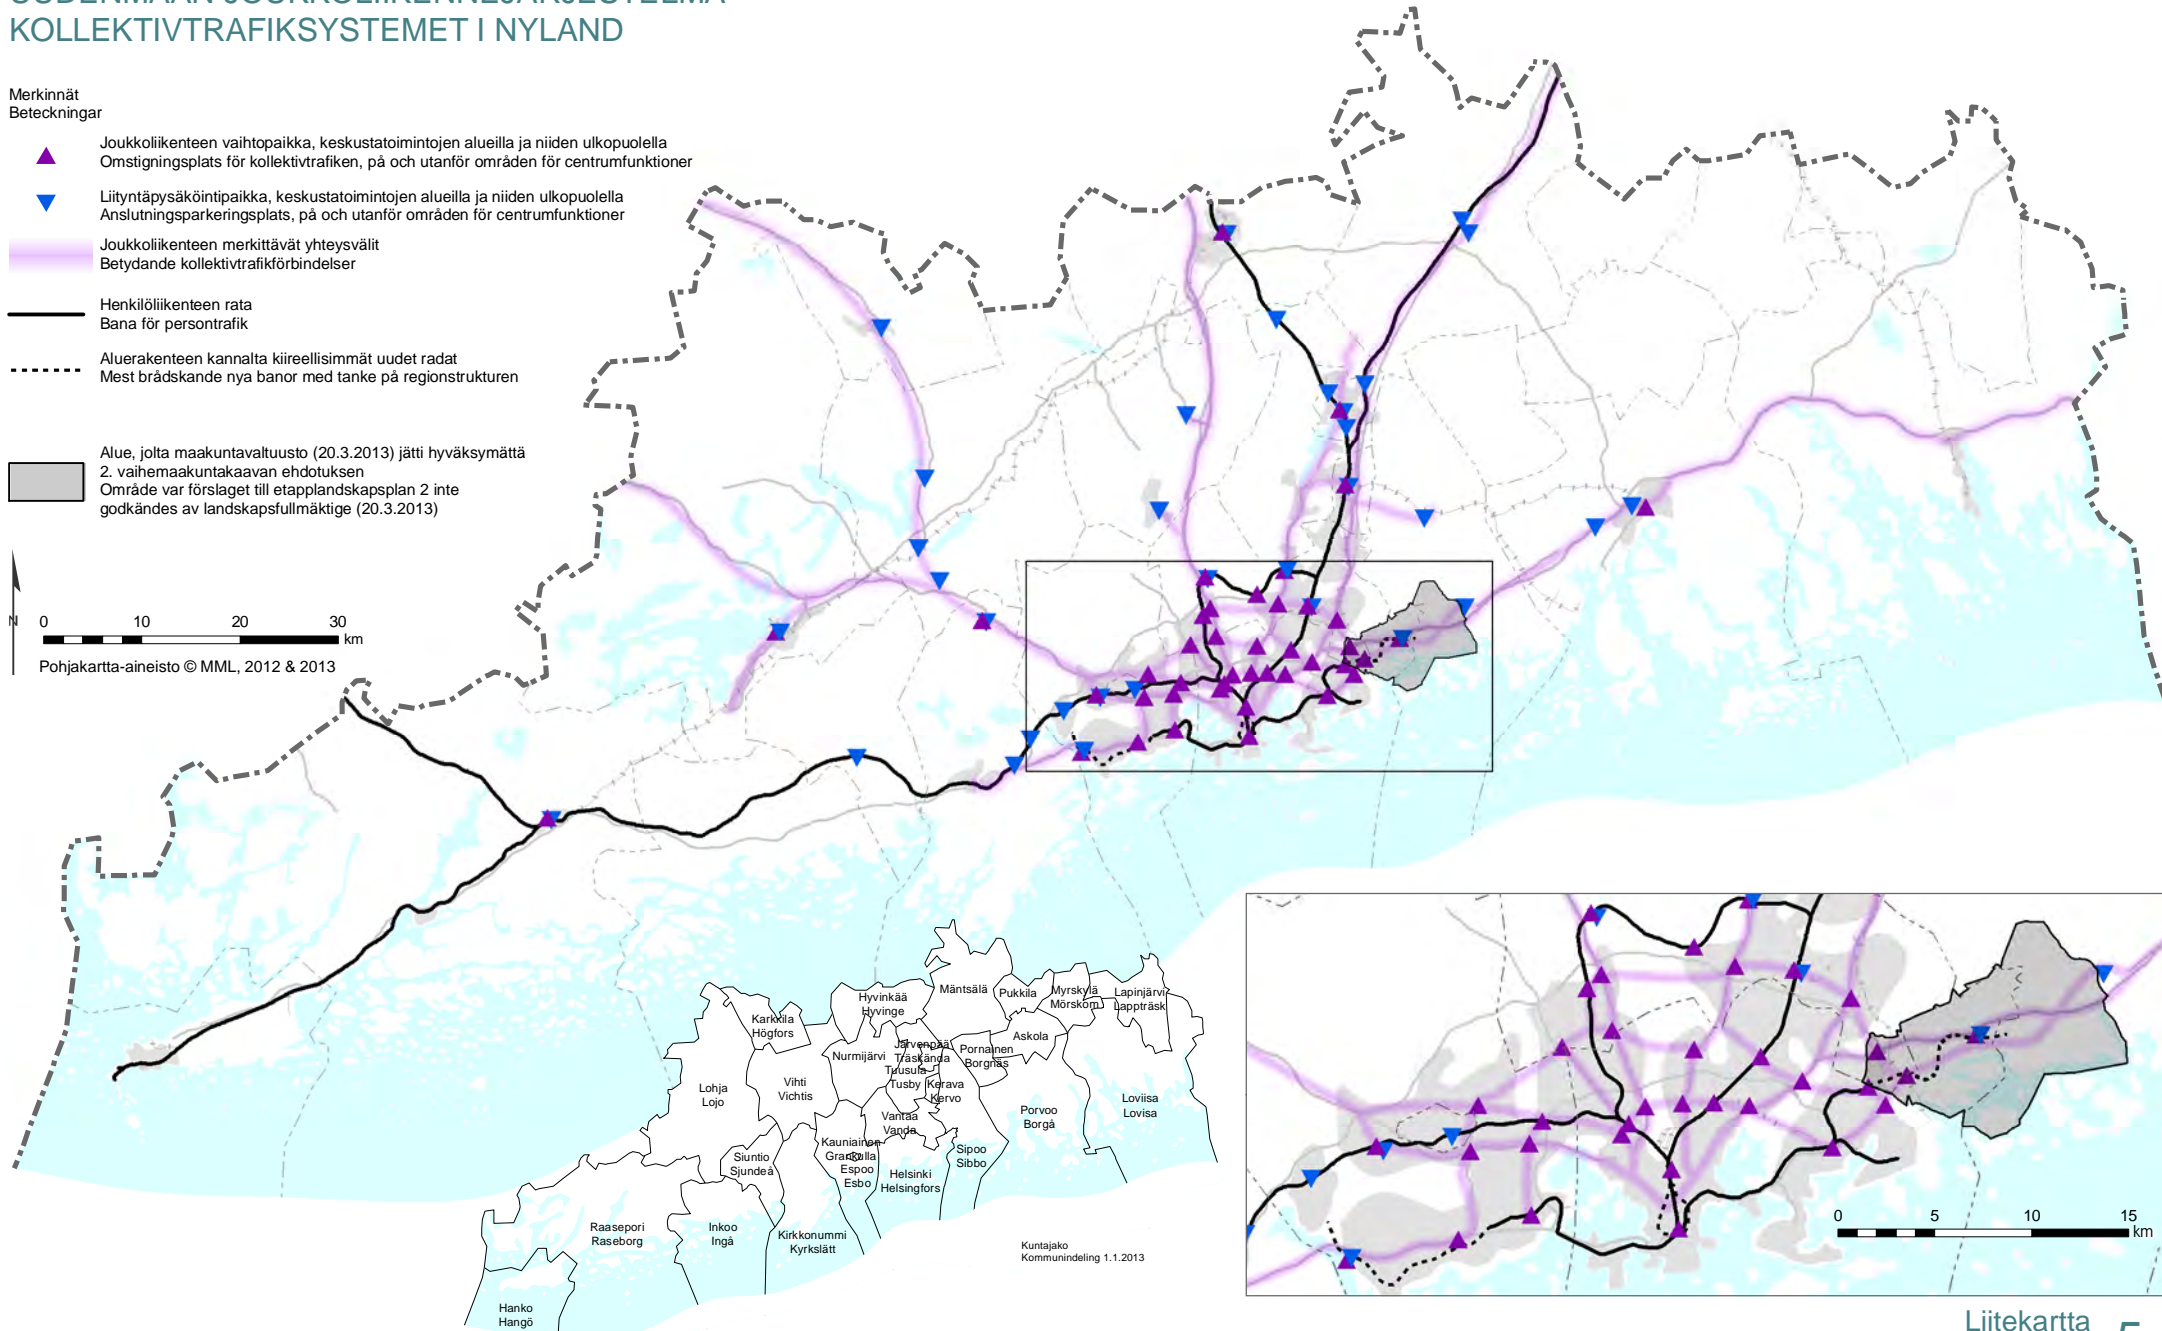 UUDENMAAN JOUKKOLIIKENNEJÄRJESTELMÄ
KOLLEKTIVTRAFIKSYSTEMET I NYLAND
Merkinnät
Beteckningar
Joukkoliikenteen vaihtopaikka, keskustatoimintojen alueilla ja niiden ulkopuolella
Omstigningsplats för kollektivtrafiken, på och utanför områden för centrumfunktioner
Liityntäpysäköintipaikka, keskustatoimintojen alueilla ja niiden ulkopuolella
Anslutningsparkeringsplats, på och utanför områden för centrumfunktioner
Joukkoliikenteen merkittävät yhteysvälit
Betydande kollektivtrafikförbindelser
Henkilöliikenteen rata
Bana för persontrafik
Aluerakenteen kannalta kiireellisimmät uudet radat
Mest brådskande nya banor med tanke på regionstrukturen
Alue, jolta maakuntavaltuusto (20.3.2013) jätti hyväksymättä
2. vaihemaakuntakaavan ehdotuksen
Område var förslaget till etapplandskapsplan 2 inte
godkändes av landskapsfullmäktige (20.3.2013)
N
0 10 20 30
km
Pohjakartta-aineisto © MML, 2012 & 2013
Mäntsälä
Hyvinkää
Hyvinge
Pukkila
Myrskylä
Mörskom
Lapinjärvi
Lappträsk
Karkkila
Högfors
Askola
Järvenpää
Träskända
Nurmijärvi
Pornainen
Borgnäs
Tuusula
Tusby
Kerava
Kervo
Lohja
Lojo
Vihti
Vichtis
Loviisa
Lovisa
Porvoo
Borgå
Vantaa
Vanda
Kauniainen
Grankulla
Espoo
Esbo
Sipoo
Sibbo
Siuntio
Sjundeå
Helsinki
Helsingfors
Raasepori
Raseborg
Inkoo
Ingå
Kirkkonummi
Kyrkslätt
Hanko
Hangö
Kuntajako
Kommunindeling 1.1.2013
0 5 10 15
km
Liitekartta 5